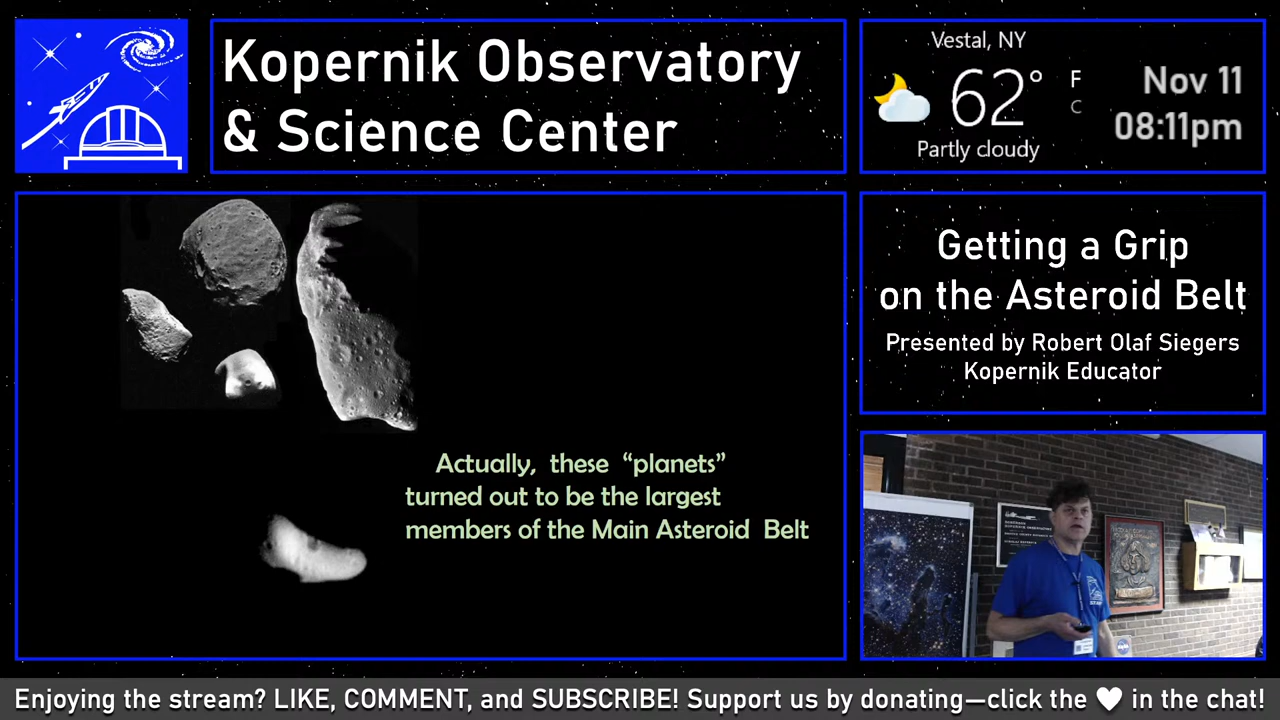 Kopernik Observatory
& Science Center
Vestal, NY
62° F
C
Partly cloudy
Nov 11
08:11pm
Actually, these “planets”
turned out to be the largest
members of the Main Asteroid Belt
Getting a Grip
on the Asteroid Belt
Presented by Robert Olaf Siegers
Kopernik Educator
Enjoying the stream? LIKE, COMMENT, and SUBSCRIBE! Support us by donating—click the ♥ in the chat!